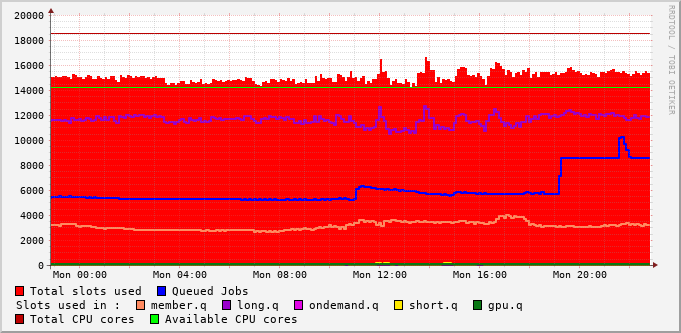 20000
18000
16000
14000
12000
10000
8000
6000
4000
2000
0
Mon 00:00 Mon 04:00 Mon 08:00 Mon 12:00 Mon 16:00 Mon 20:00
RRDTOOL / TOBI OETIKER
Total slots used Queued Jobs
Slots used in : member.q long.q ondemand.q short.q gpu.q
Total CPU cores Available CPU cores